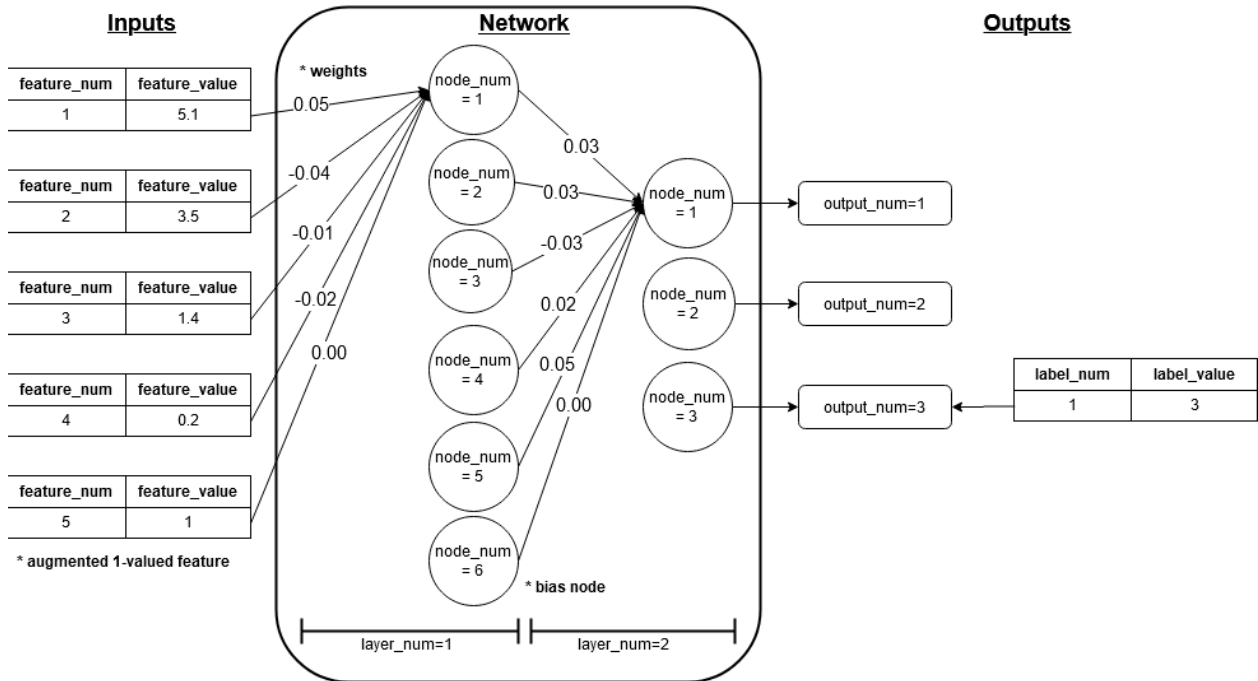 Inputs
Network
Outputs
feature_num feature_value
1 5.1
feature_num feature_value
2 3.5
feature_num feature_value
3 1.4
feature_num feature_value
4 0.2
feature_num feature_value
5 1
* augmented 1-valued feature
* weights
0.05
-0.04
-0.01
-0.02
0.00
node_num
= 1
node_num
= 2
node_num
= 3
node_num
= 4
node_num
= 5
node_num
= 6
* bias node
0.03
0.03
-0.03
0.02
0.05
0.00
node_num
= 1
node_num
= 2
node_num
= 3
layer_num=1
layer_num=2
output_num=1
output_num=2
output_num=3
label_num label_value
1 3